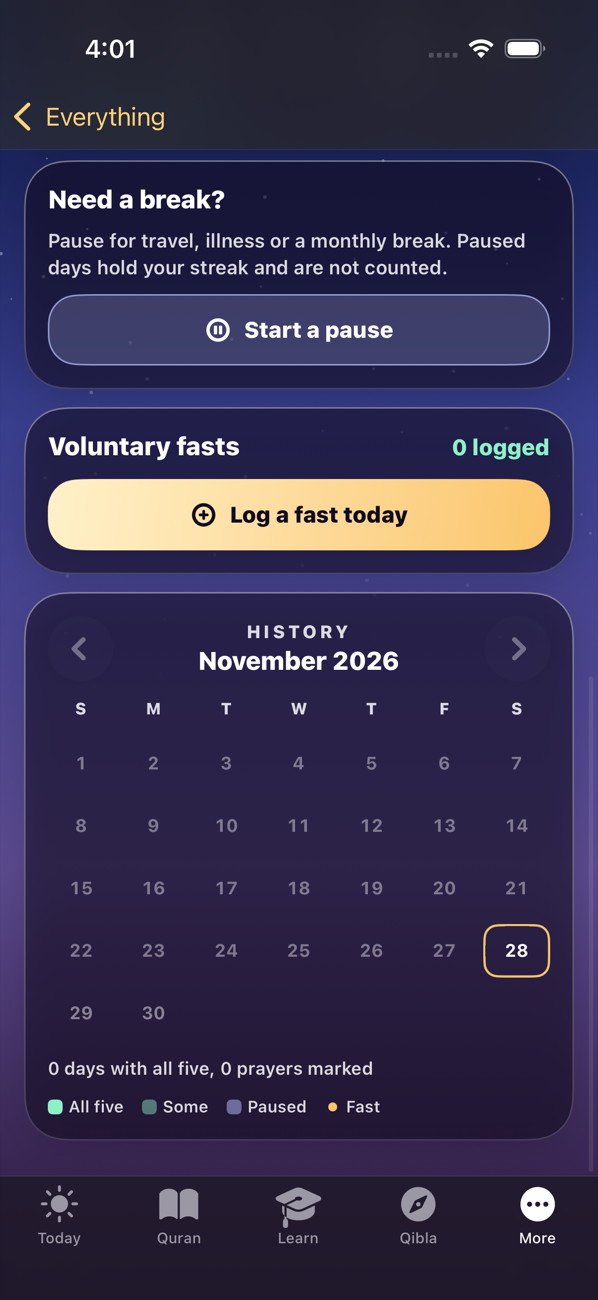 4:01
Everything
Need a break?
Pause for travel, illness or a monthly break. Paused
days hold your streak and are not counted.
Start a pause
Voluntary fasts
0 logged
Log a fast today
HISTORY
November 2026
S M T W T F S
1 2 3 4 5 6 7
8 9 10 11 12 13 14
15 16 17 18 19 20 21
22 23 24 25 26 27 28
29 30
0 days with all five, 0 prayers marked
All five Some Paused Fast
Today Quran Learn Qibla More